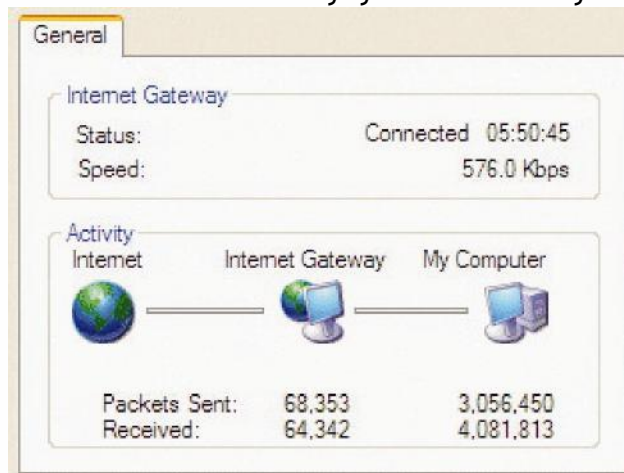 General
Internet Gateway
Status: Connected 05:50:45
Speed: 576.0 Kbps
Activity
Internet Internet Gateway My Computer
Packets Sent: 68,353 3,056,450
Received: 64,342 4,081,813